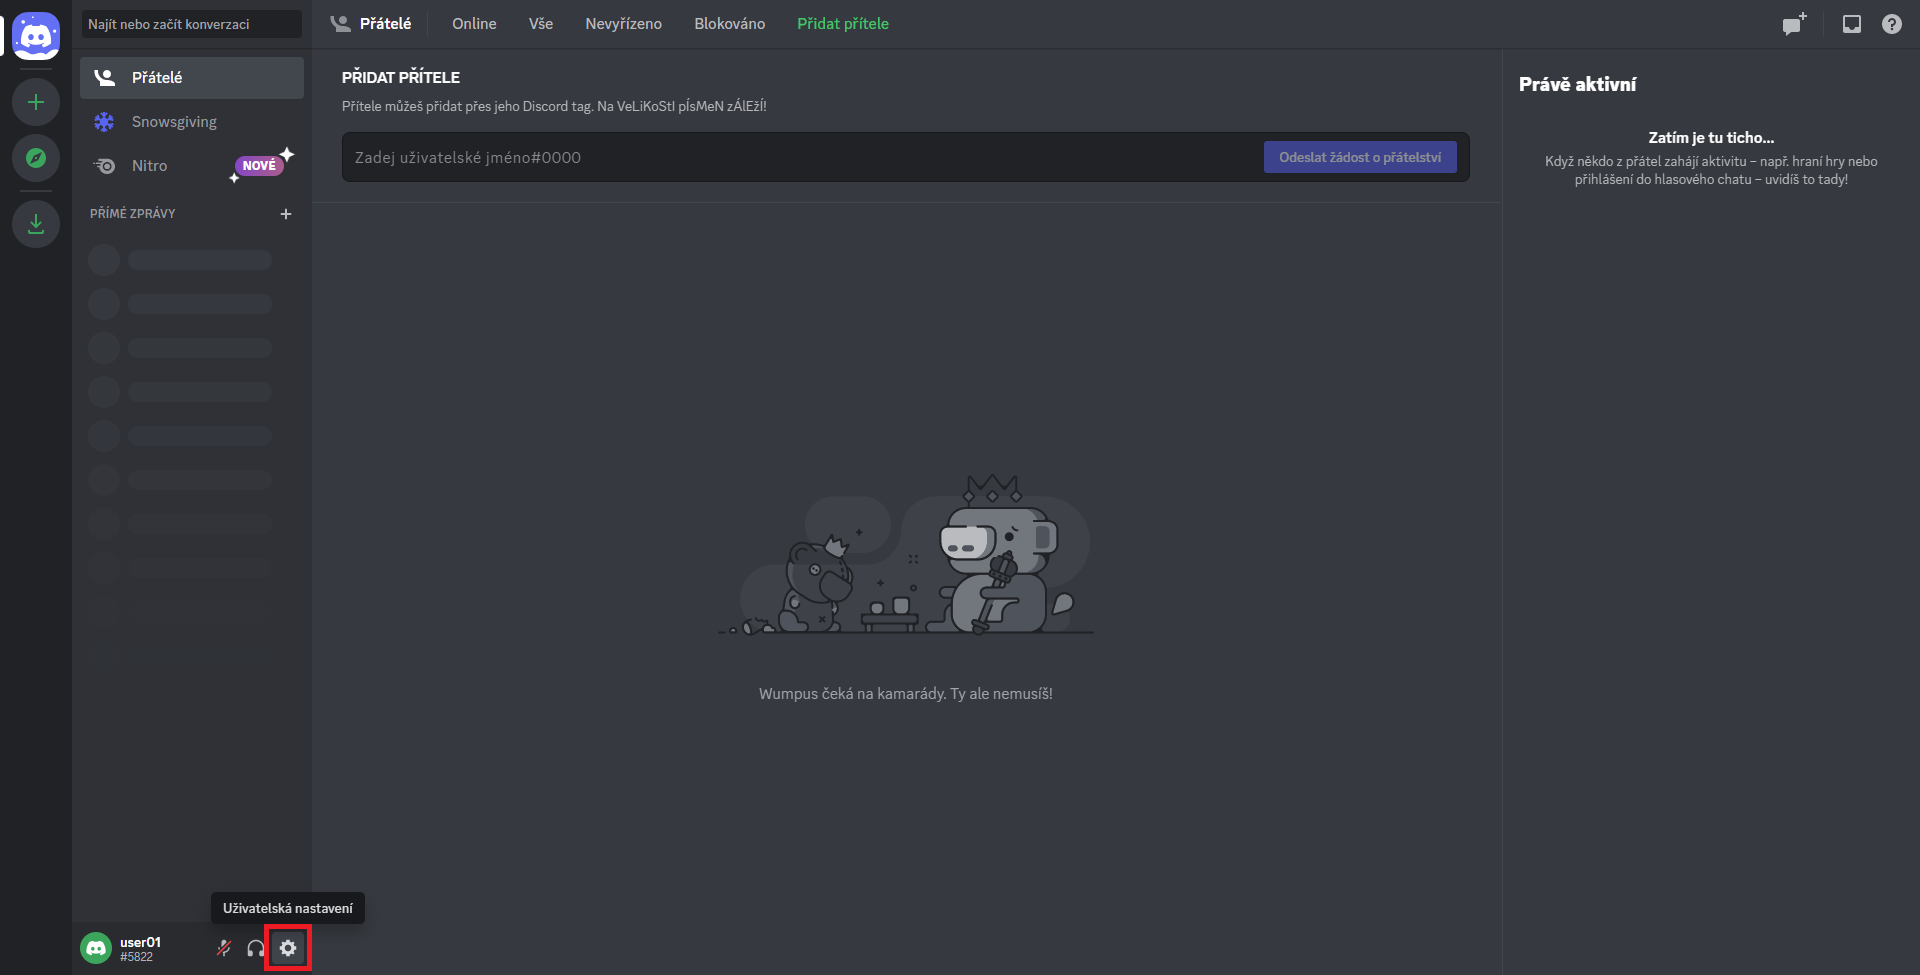 Najít nebo začít konverzaci
Přátelé
Snowsgiving
Nitro
NOVÉ
PŘÍMÉ ZPRÁVY
Přátelé
Online
Vše
Nevyřízeno
Blokováno
Přidat přítele
PŘIDAT PŘÍTELE
Přítele můžeš přidat přes jeho Discord tag. Na VeLiKoStI pÍsMeN zÁlEžÍ!
Zadej uživatelské jméno#0000
Odeslat žádost o přátelství
Wumpus čeká na kamarády. Ty ale nemusíš!
Právě aktivní
Zatím je tu ticho...
Když někdo z přátel zahájí aktivitu – např. hraní hry nebo
přihlášení do hlasového chatu – uvidíš to tady!
Uživatelská nastavení
user01
#5822